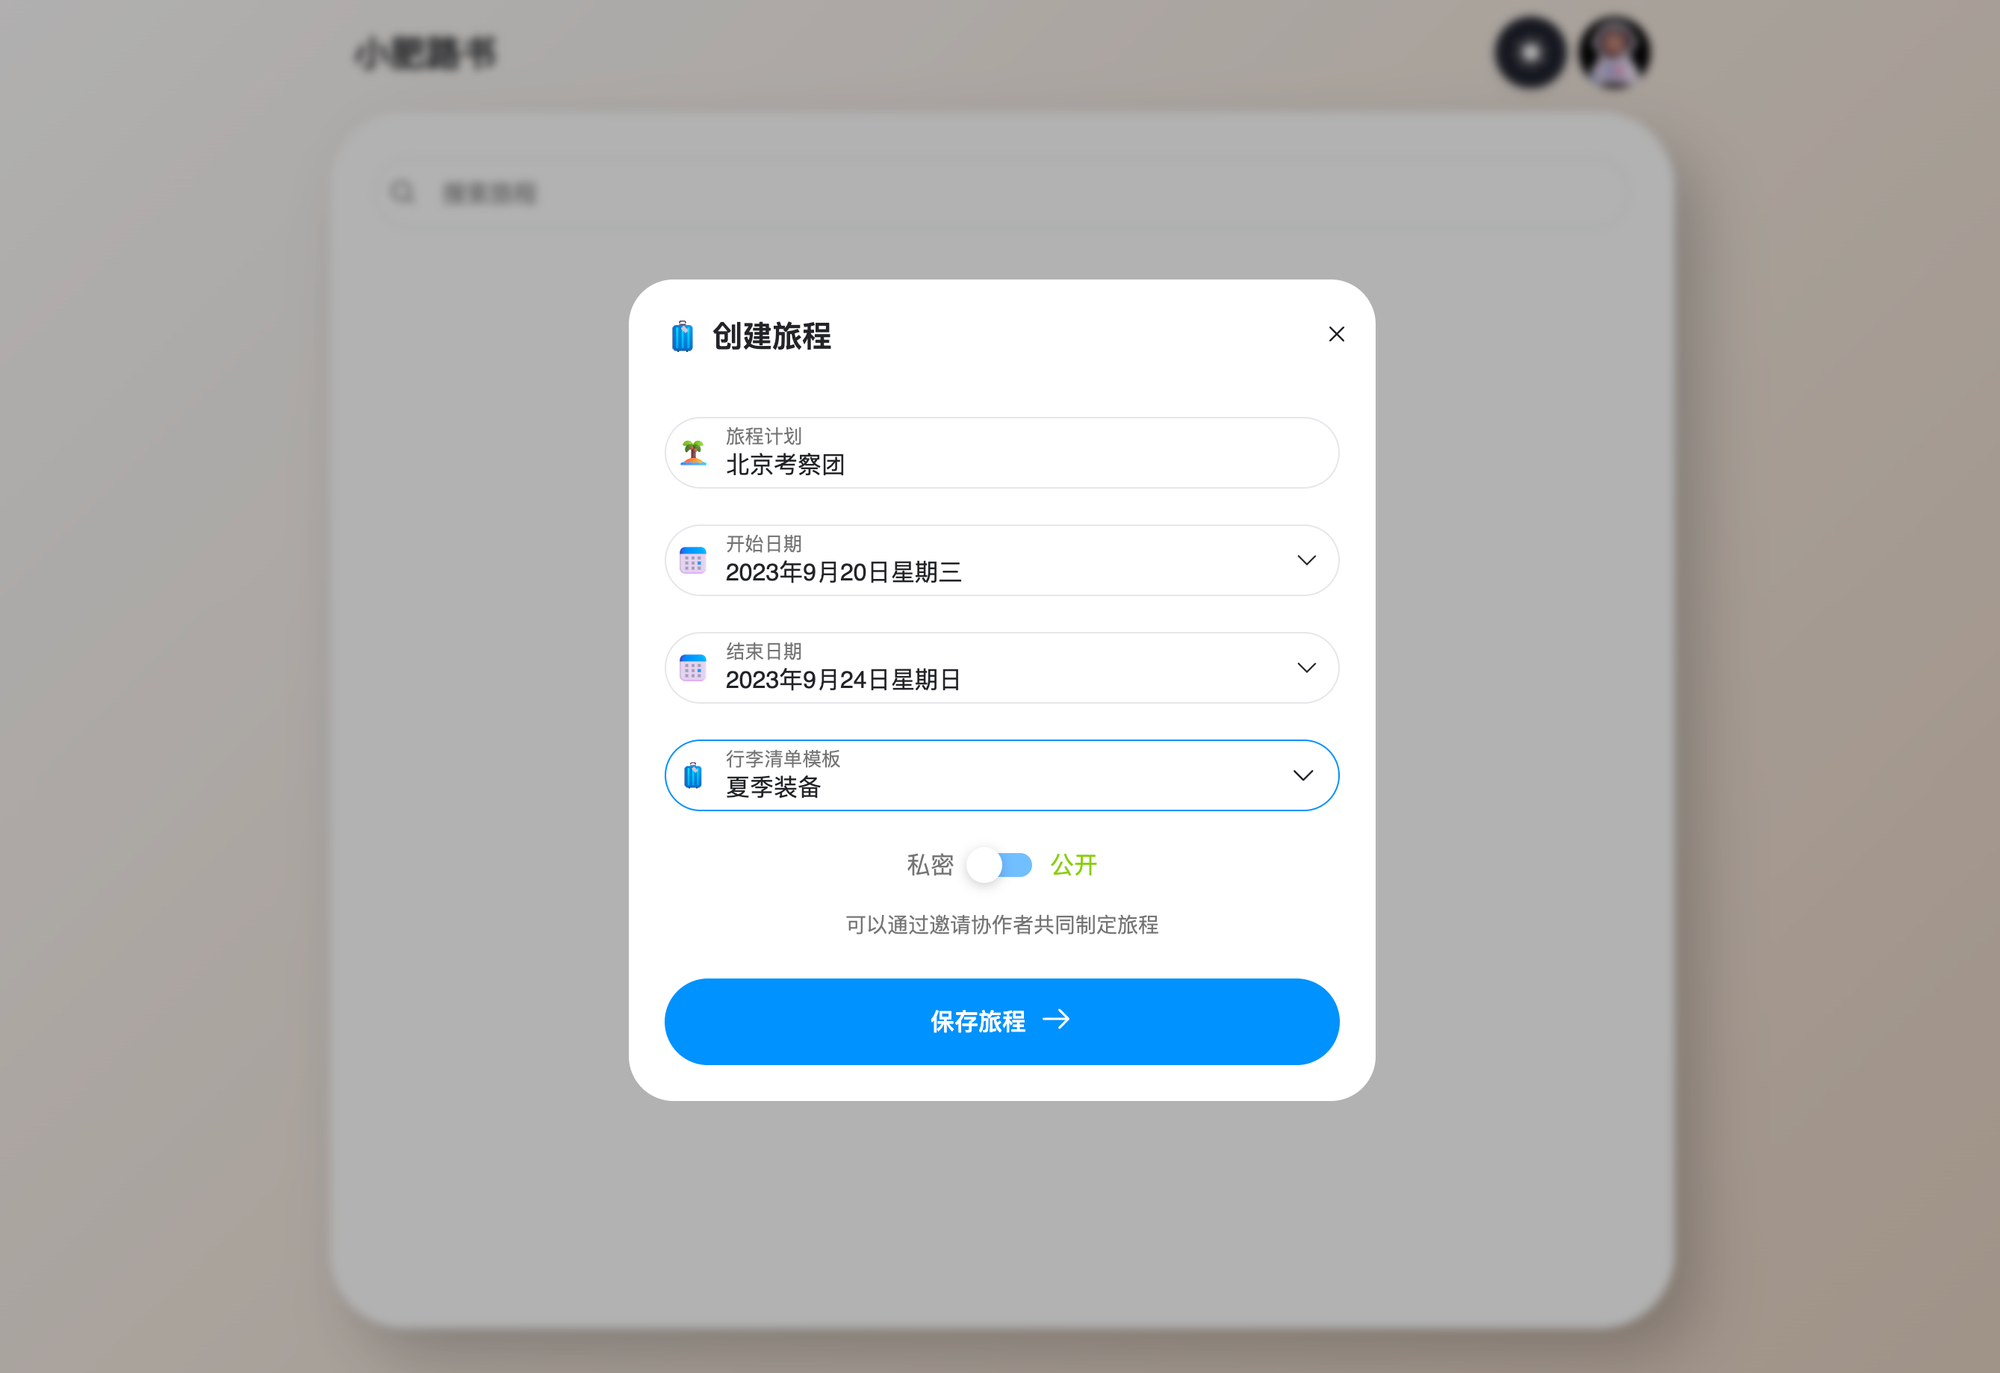 小肥路书
搜索旅程
创建旅程
旅程计划
北京考察团
开始日期
2023年9月20日星期三
结束日期
2023年9月24日星期日
行李清单模板
夏季装备
私密 公开
可以通过邀请协作者共同制定旅程
保存旅程